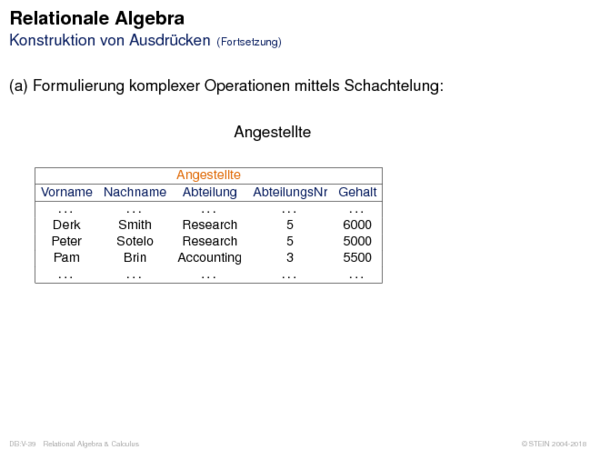 Relationale Algebra
Konstruktion von Ausdrücken (Fortsetzung)
(a) Formulierung komplexer Operationen mittels Schachtelung:
Angestellte
Angestellte
Vorname Nachname Abteilung AbteilungsNr Gehalt
... ... ... ... ...
Derk Smith Research 5 6000
Peter Sotelo Research 5 5000
Pam Brin Accounting 3 5500
... ... ... ... ...
DB:V-39 Relational Algebra & Calculus © STEIN 2004-2018